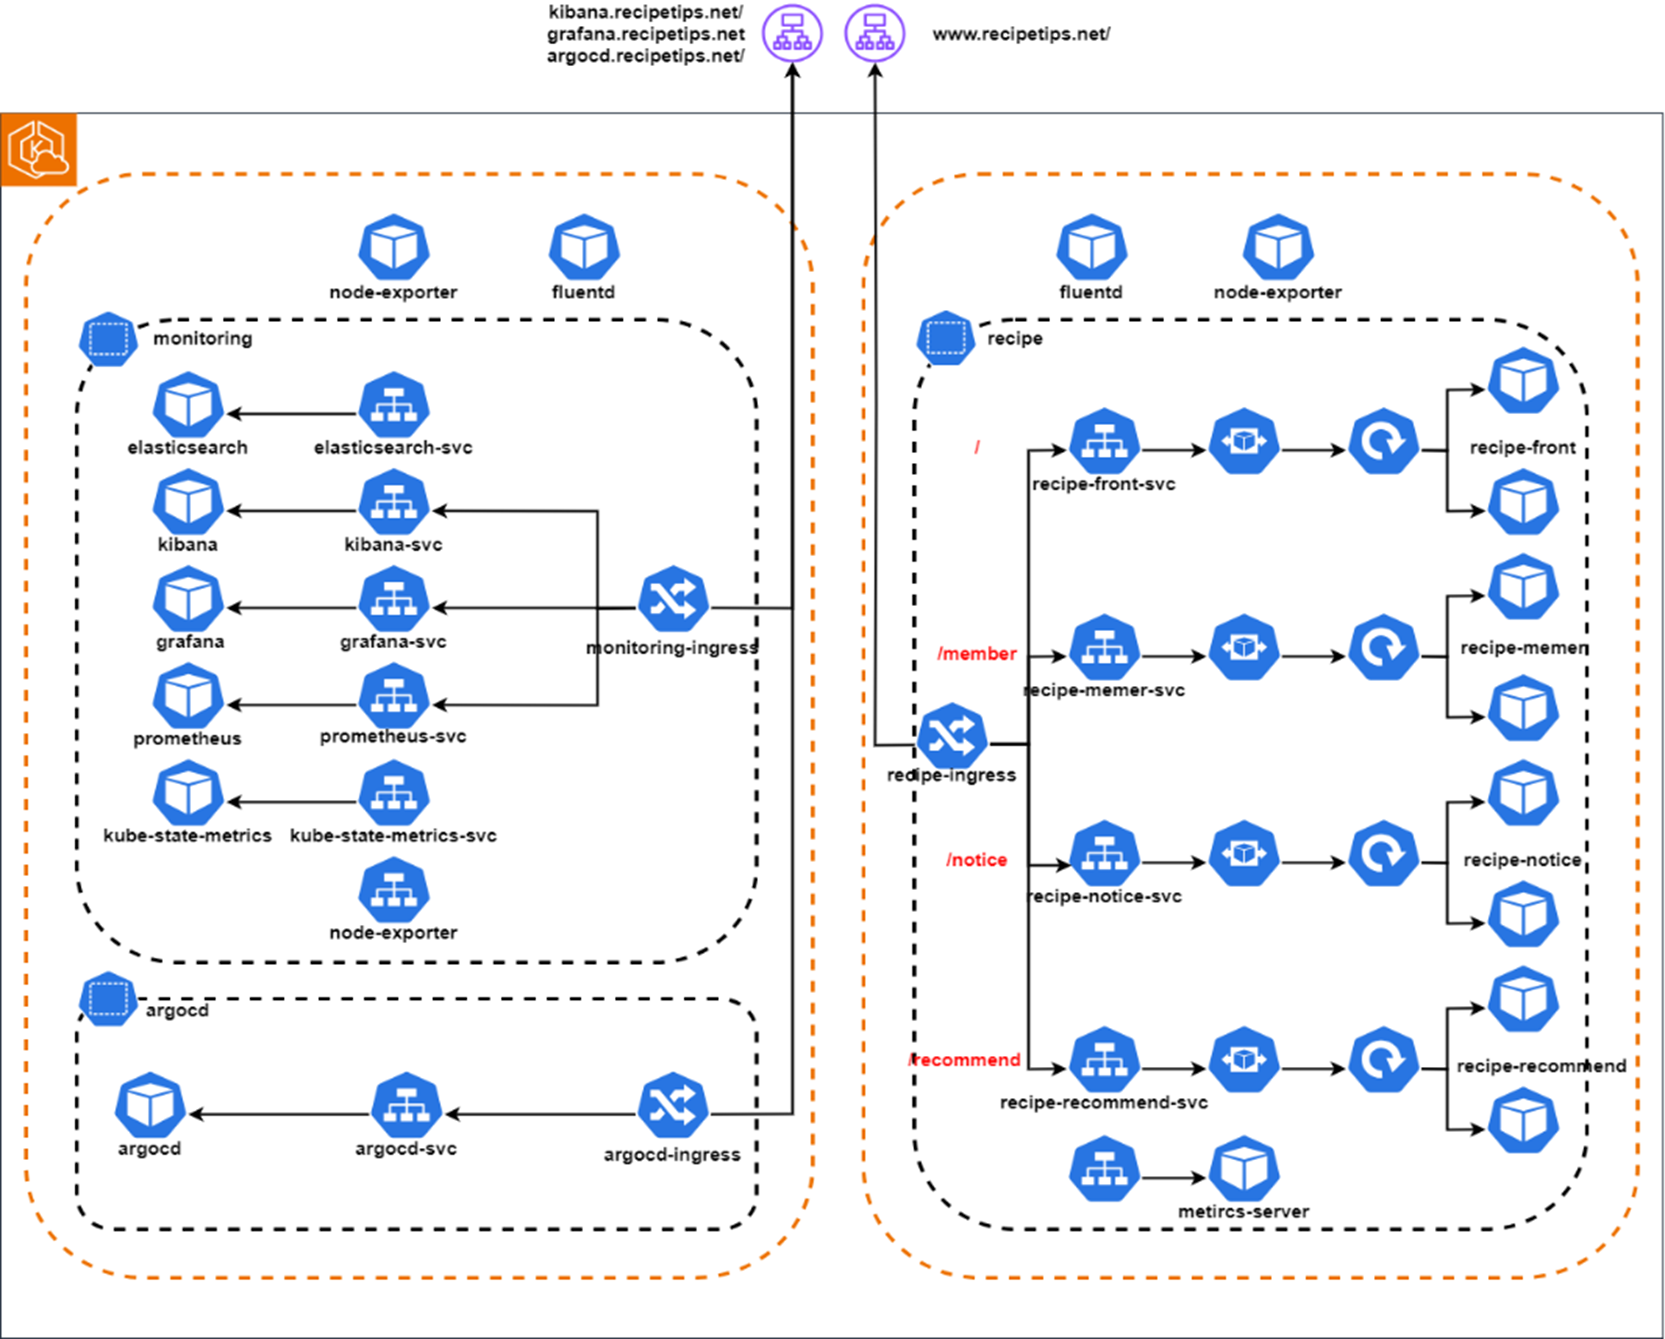 kibana.recipetips.net/
grafana.recipetips.net
argocd.recipetips.net/
www.recipetips.net/
K
node-exporter
fluentd
monitoring
elasticsearch
elasticsearch-svc
kibana
kibana-svc
grafana
grafana-svc
monitoring-ingress
prometheus
prometheus-svc
kube-state-metrics
kube-state-metrics-svc
node-exporter
argocd
argocd
argocd-svc
argocd-ingress
fluentd
node-exporter
recipe
/
recipe-front-svc
recipe-front
/member
recipe-memer-svc
recipe-memer
recipe-ingress
/notice
recipe-notice-svc
recipe-notice
/recommend
recipe-recommend-svc
recipe-recommend
metircs-server